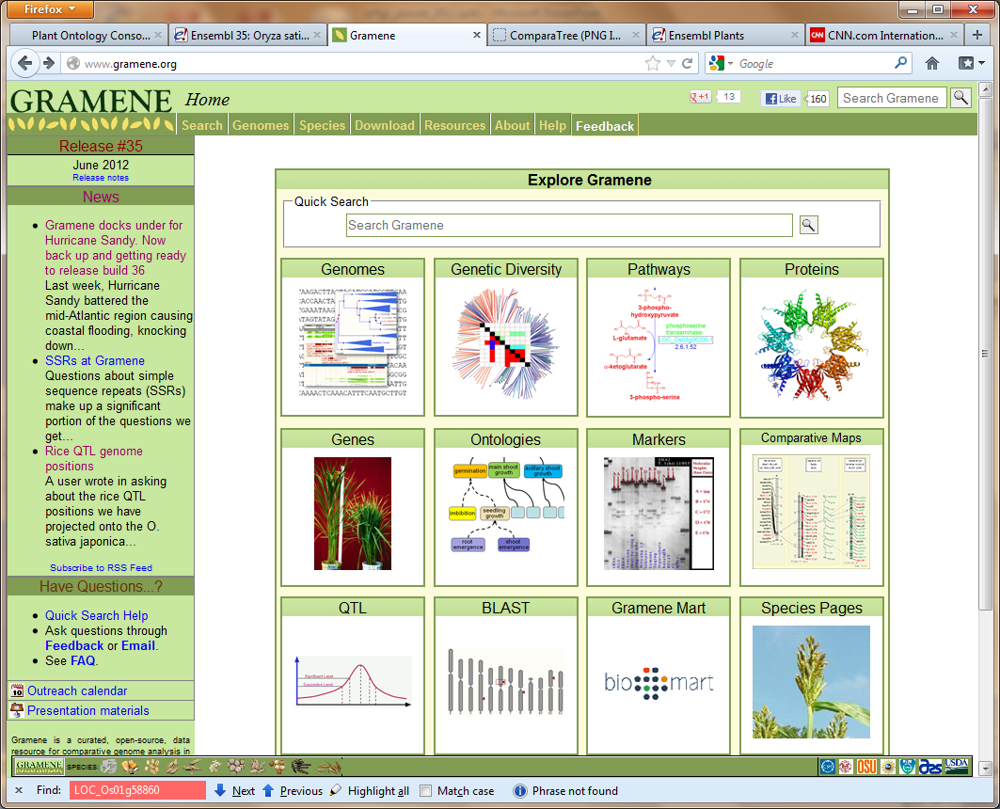 Firefox
Plant Ontology Conso...
Ensembl 35: Oryza sati...
Gramene
ComparaTree (PNG I...
Ensembl Plants
CNN.com Internation...
www.gramene.org
Google
GRAMENE Home
+1 13
Like 160
Search Gramene
Search Genomes Species Download Resources About Help Feedback
Release #35
June 2012
Release notes
News
Gramene docks under for
Hurricane Sandy. Now
back up and getting ready
to release build 36
Last week, Hurricane
Sandy battered the
mid-Atlantic region causing
coastal flooding, knocking
down...
SSRs at Gramene
Questions about simple
sequence repeats (SSRs)
make up a significant
portion of the questions we
get...
Rice QTL genome
positions
A user wrote in asking
about the rice QTL
positions we have
projected onto the O.
sativa japonica...
Subscribe to RSS Feed
Have Questions...?
Quick Search Help
Ask questions through
Feedback or Email.
See FAQ.
Outreach calendar
Presentation materials
Gramene is a curated, open-source, data
resource for comparative genome analysis in
Explore Gramene
Quick Search
Search Gramene
Genomes
Genetic Diversity
Pathways
3-phospho-
hydroxypyruvate
phosphoserine
transaminase
L-glutamate
2.6.1.52
3-phospho-serine
Proteins
Genes
Ontologies
germination
main shoot
growth
axillary shoot
growth
imbibition
seedling
growth
root
emergence
shoot
emergence
Markers
Comparative Maps
QTL
Significant Level
BLAST
Gramene Mart
bio mart
Species Pages
GRAMENE SPECIES
OSU
USDA
Find: LOC_Os01g58860 Next Previous Highlight all Match case Phrase not found